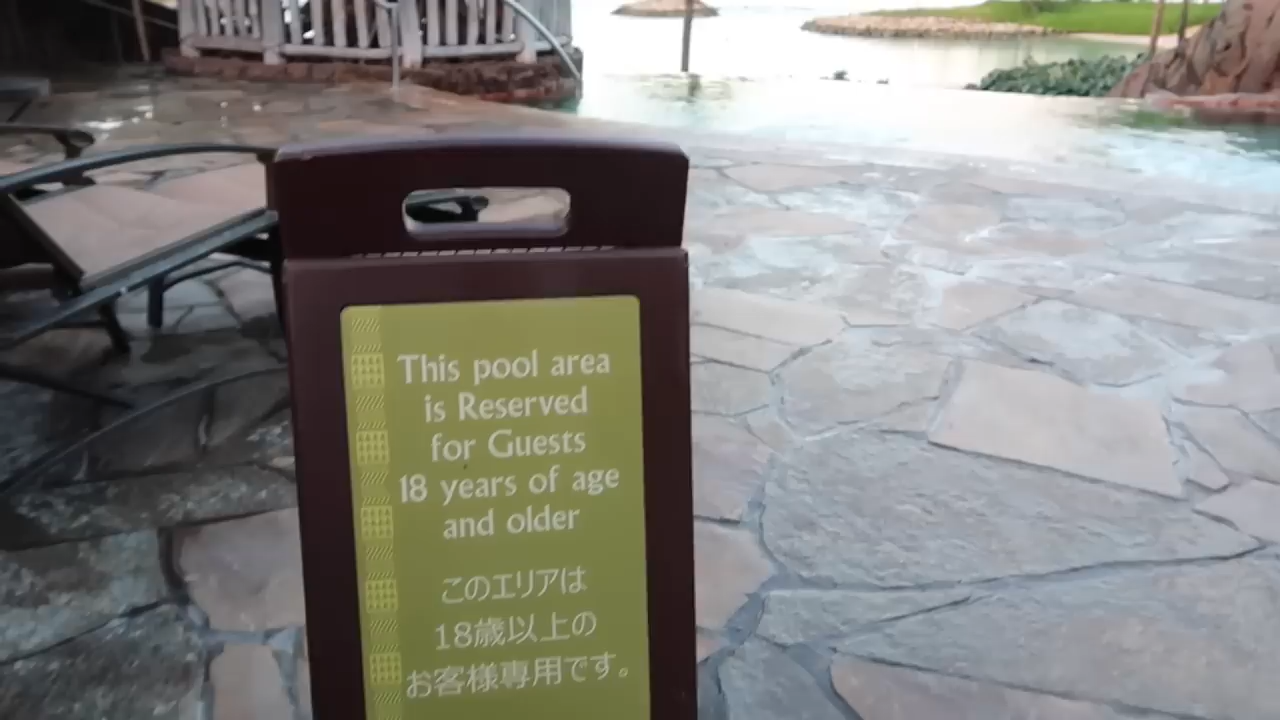 This pool area
is Reserved
for Guests
18 years of age
and older
このエリアは
18歳以上の
お客様専用です。